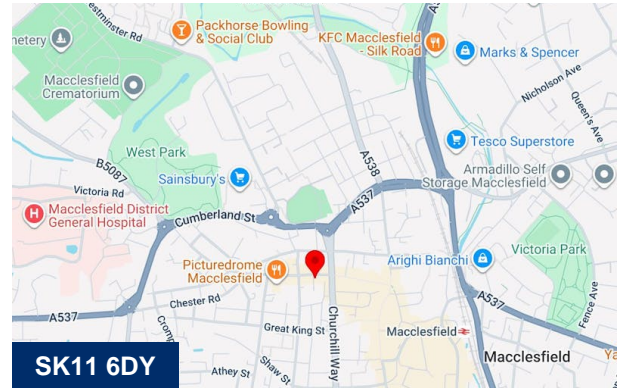 Westminster Rd
Packhorse Bowling
& Social Club
KFC Macclesfield
- Silk Road
Marks & Spencer
Macclesfield
Crematorium
Nicholson Ave
Queen's Ave
West Park
A538
Tesco Superstore
B5087
Victoria Rd
Sainsbury's
A537
Armadillo Self
Storage Macclesfield
Macclesfield District
General Hospital
Cumberland St
Victoria Park
Picturedrome
Macclesfield
Arighi Bianchi
Chester Rd
A537
A537
Fence Ave
Great King St
Churchill Way
Macclesfield
Macclesfield
Athey St
Shaw St
SK11 6DY